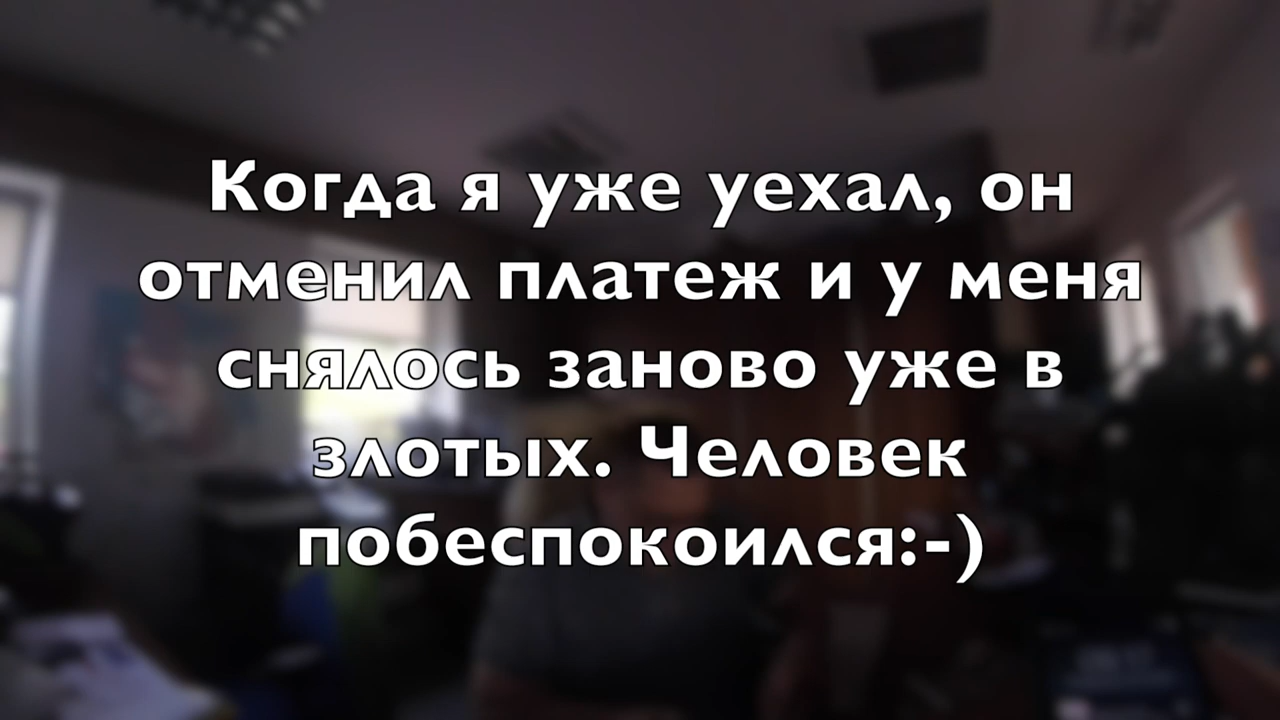 Когда я уже уехал, он
отменил платеж и у меня
снялось заново уже в
злотых. Человек
побеспокоился:-)